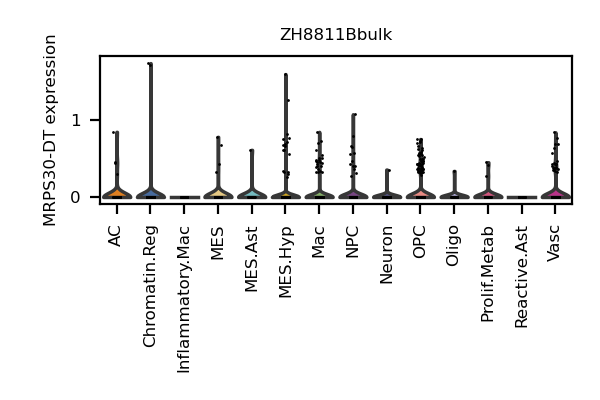 ZH8811Bbulk
MRPS30-DT expression
1
0
AC
Chromatin.Reg
Inflammatory.Mac
MES
MES.Ast
MES.Hyp
Mac
NPC
Neuron
OPC
Oligo
Prolif.Metab
Reactive.Ast
Vasc